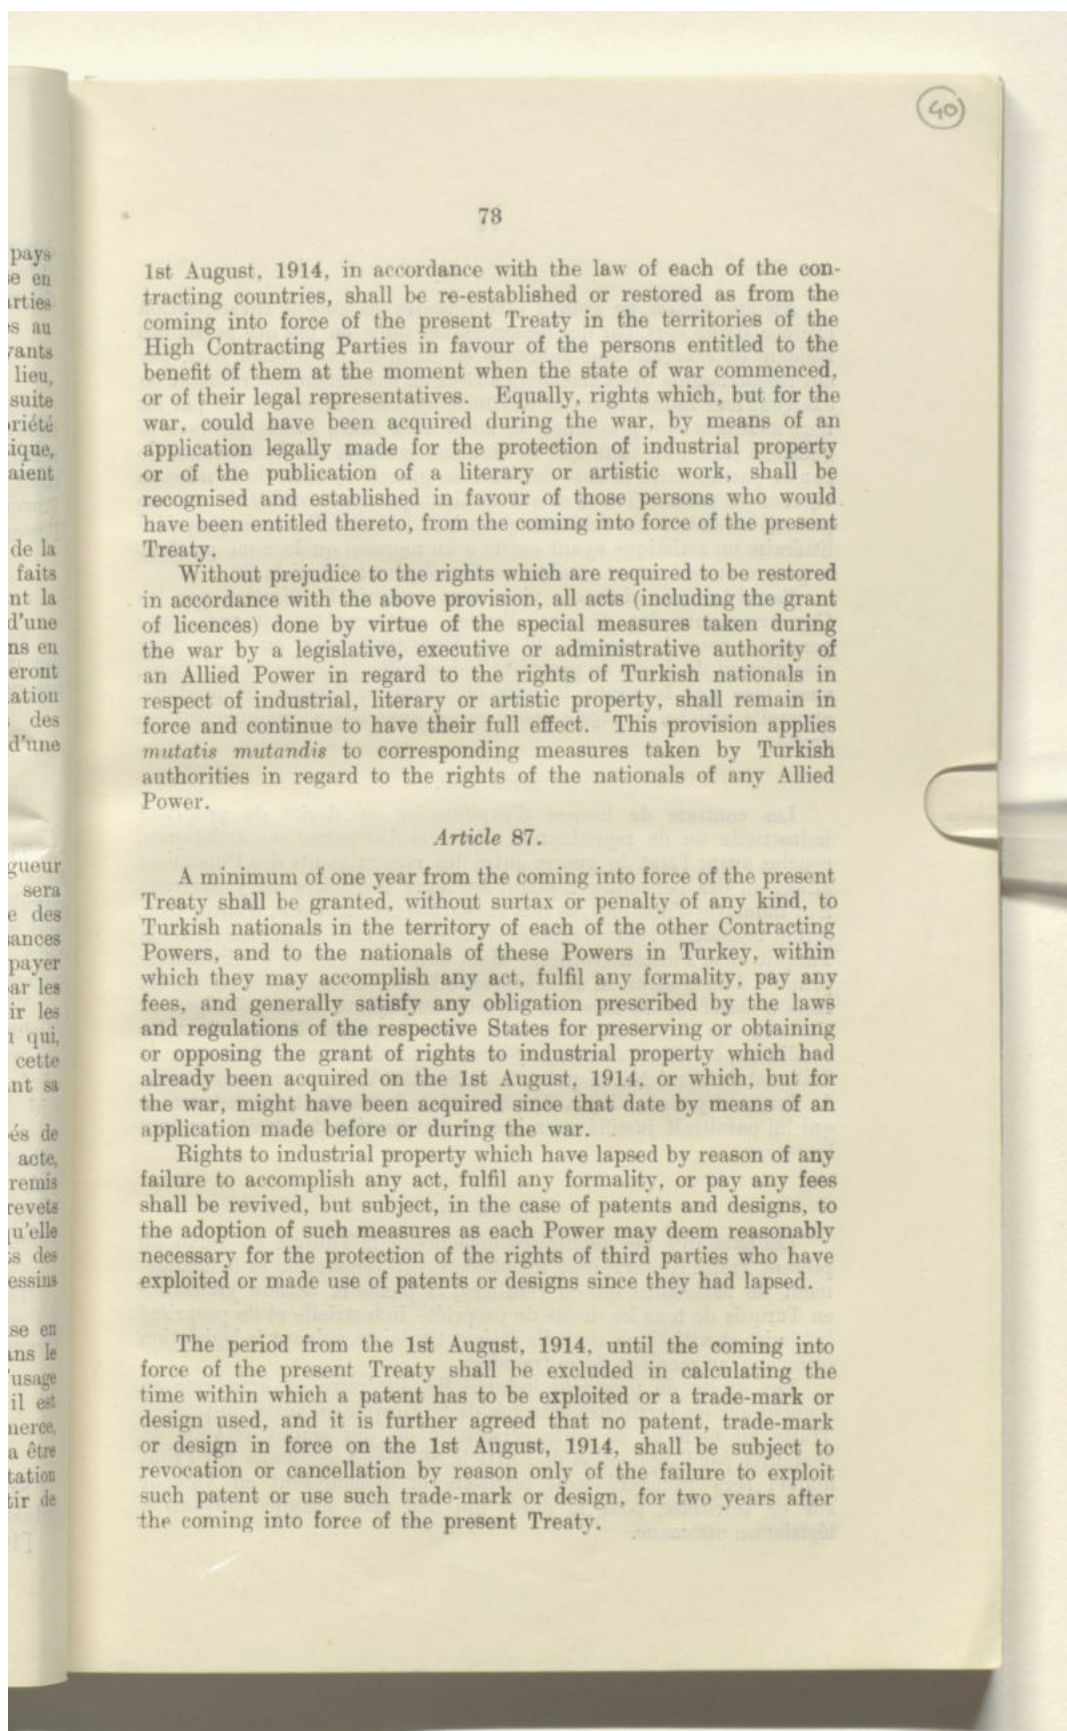 40
73
1st August, 1914, in accordance with the law of each of the con-
tracting countries, shall be re-established or restored as from the
coming into force of the present Treaty in the territories of the
High Contracting Parties in favour of the persons entitled to the
benefit of them at the moment when the state of war commenced,
or of their legal representatives. Equally, rights which, but for the
war, could have been acquired during the war, by means of an
application legally made for the protection of industrial property
or of the publication of a literary or artistic work, shall be
recognised and established in favour of those persons who would
have been entitled thereto, from the coming into force of the present
Treaty.
Without prejudice to the rights which are required to be restored
in accordance with the above provision, all acts (including the grant
of licences) done by virtue of the special measures taken during
the war by a legislative, executive or administrative authority of
an Allied Power in regard to the rights of Turkish nationals in
respect of industrial, literary or artistic property, shall remain in
force and continue to have their full effect. This provision applies
mutatis mutandis to corresponding measures taken by Turkish
authorities in regard to the rights of the nationals of any Allied
Power.
Article 87.
A minimum of one year from the coming into force of the present
Treaty shall be granted, without surtax or penalty of any kind, to
Turkish nationals in the territory of each of the other Contracting
Powers, and to the nationals of these Powers in Turkey, within
which they may accomplish any act, fulfil any formality, pay any
fees, and generally satisfy any obligation prescribed by the laws
and regulations of the respective States for preserving or obtaining
or opposing the grant of rights to industrial property which had
already been acquired on the 1st August, 1914, or which, but for
the war, might have been acquired since that date by means of an
application made before or during the war.
Rights to industrial property which have lapsed by reason of any
failure to accomplish any act, fulfil any formality, or pay any fees
shall be revived, but subject, in the case of patents and designs, to
the adoption of such measures as each Power may deem reasonably
necessary for the protection of the rights of third parties who have
exploited or made use of patents or designs since they had lapsed.
The period from the 1st August, 1914, until the coming into
force of the present Treaty shall be excluded in calculating the
time within which a patent has to be exploited or a trade-mark or
design used, and it is further agreed that no patent, trade-mark
or design in force on the 1st August, 1914, shall be subject to
revocation or cancellation by reason only of the failure to exploit
such patent or use such trade-mark or design, for two years after
the coming into force of the present Treaty.